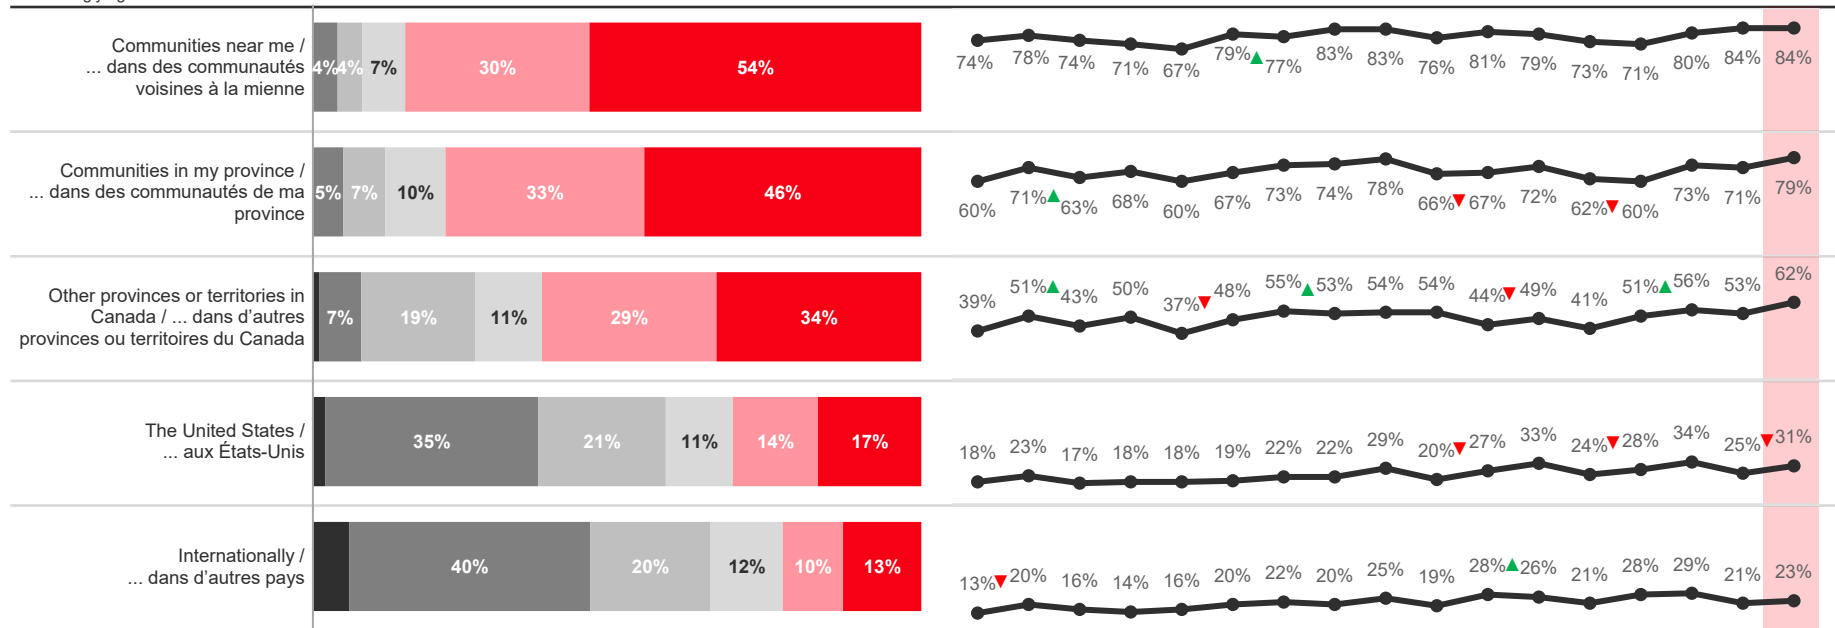 Communities near me /
... dans des communautés
voisines à la mienne
4% 4% 7% 30% 54%
74% 78% 74% 71% 67% 79% 77% 83% 83% 76% 81% 79% 73% 71% 80% 84% 84%
Communities in my province /
... dans des communautés de ma
province
5% 7% 10% 33% 46%
60% 71% 63% 68% 60% 67% 73% 74% 78% 66% 67% 72% 62% 60% 73% 71% 79%
Other provinces or territories in
Canada / ... dans d’autres
provinces ou territoires du Canada
7% 19% 11% 29% 34%
39% 51% 43% 50% 37% 48% 55% 53% 54% 54% 44% 49% 41% 51% 56% 53% 62%
The United States /
... aux États-Unis
35% 21% 11% 14% 17%
18% 23% 17% 18% 18% 19% 22% 22% 29% 20% 27% 33% 24% 28% 34% 25% 31%
Internationally /
... dans d’autres pays
40% 20% 12% 10% 13%
13% 20% 16% 14% 16% 20% 22% 20% 25% 19% 28% 26% 21% 28% 29% 21% 23%